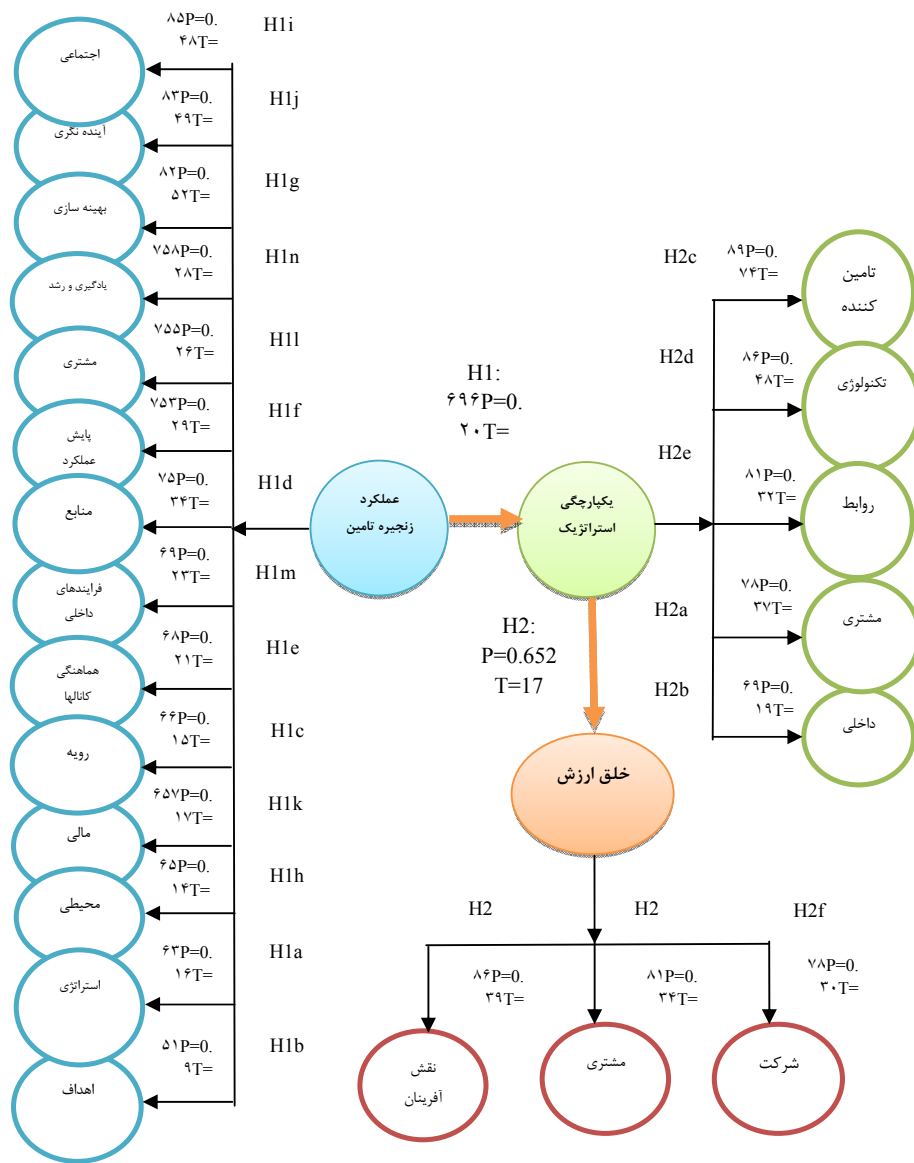 ۸۵P=0.
۴۸T=
H1i
اجتماعی
۸۳P=0.
۴۹T=
H1j
آینده نگری
۸۲P=0.
۵۲T=
H1g
بهینه سازی
۷۵۸P=0.
۲۸T=
H1n
یادگیری و رشد
۷۵۵P=0.
۲۶T=
H1l
مشتری
۷۵۳P=0.
۲۹T=
H1f
پایش
عملکرد
۷۵P=0.
۳۴T=
H1d
منابع
۶۹P=0.
۲۳T=
H1m
فرایندهای
داخلی
۶۸P=0.
۲۱T=
H1e
هماهنگی
کانالها
۶۶P=0.
۱۵T=
H1c
رویه
۶۵۷P=0.
۱۷T=
H1k
مالی
۶۵P=0.
۱۴T=
H1h
محیطی
۶۳P=0.
۱۶T=
H1a
استراتژی
۵۱P=0.
۹T=
H1b
اهداف
عملکرد
زنجیره تامین
H1:
۶۹۶P=0.
۲۰T=
یکپارچگی
استراتژیک
H2c
۸۹P=0.
۷۴T=
تامین
کننده
H2d
۸۶P=0.
۴۸T=
تکنولوژی
H2e
۸۱P=0.
۳۲T=
روابط
H2a
۷۸P=0.
۳۷T=
مشتری
H2b
۶۹P=0.
۱۹T=
داخلی
H2:
P=0.652
T=17
خلق ارزش
H2
۸۶P=0.
۳۹T=
نقش
آفرینان
H2
۸۱P=0.
۳۴T=
مشتری
H2f
۷۸P=0.
۳۰T=
شرکت